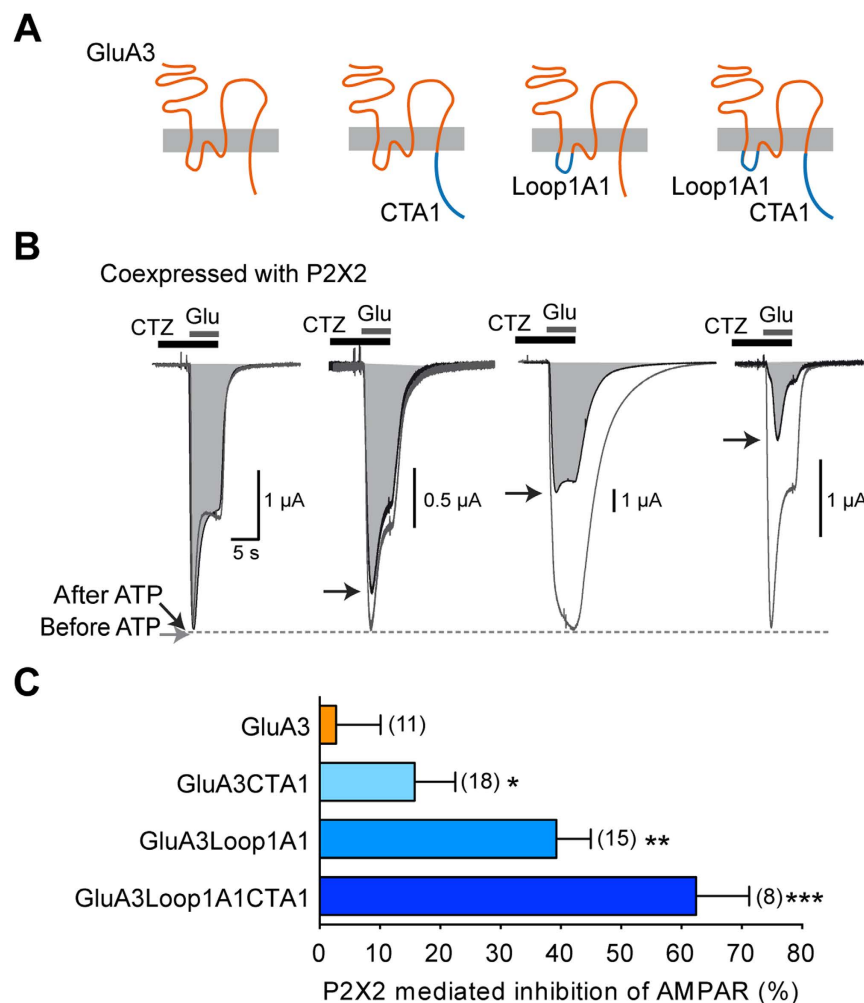 A
GluA3
CTA1
Loop1A1
Loop1A1
CTA1
B
Coexpressed with P2X2
CTZ Glu
CTZ Glu
CTZ Glu
CTZ Glu
1 µA
5 s
0.5 µA
1 µA
1 µA
After ATP
Before ATP
C
GluA3 (11)
GluA3CTA1 (18) *
GluA3Loop1A1 (15) **
GluA3Loop1A1CTA1 (8) ***
0 10 20 30 40 50 60 70 80
P2X2 mediated inhibition of AMPAR (%)